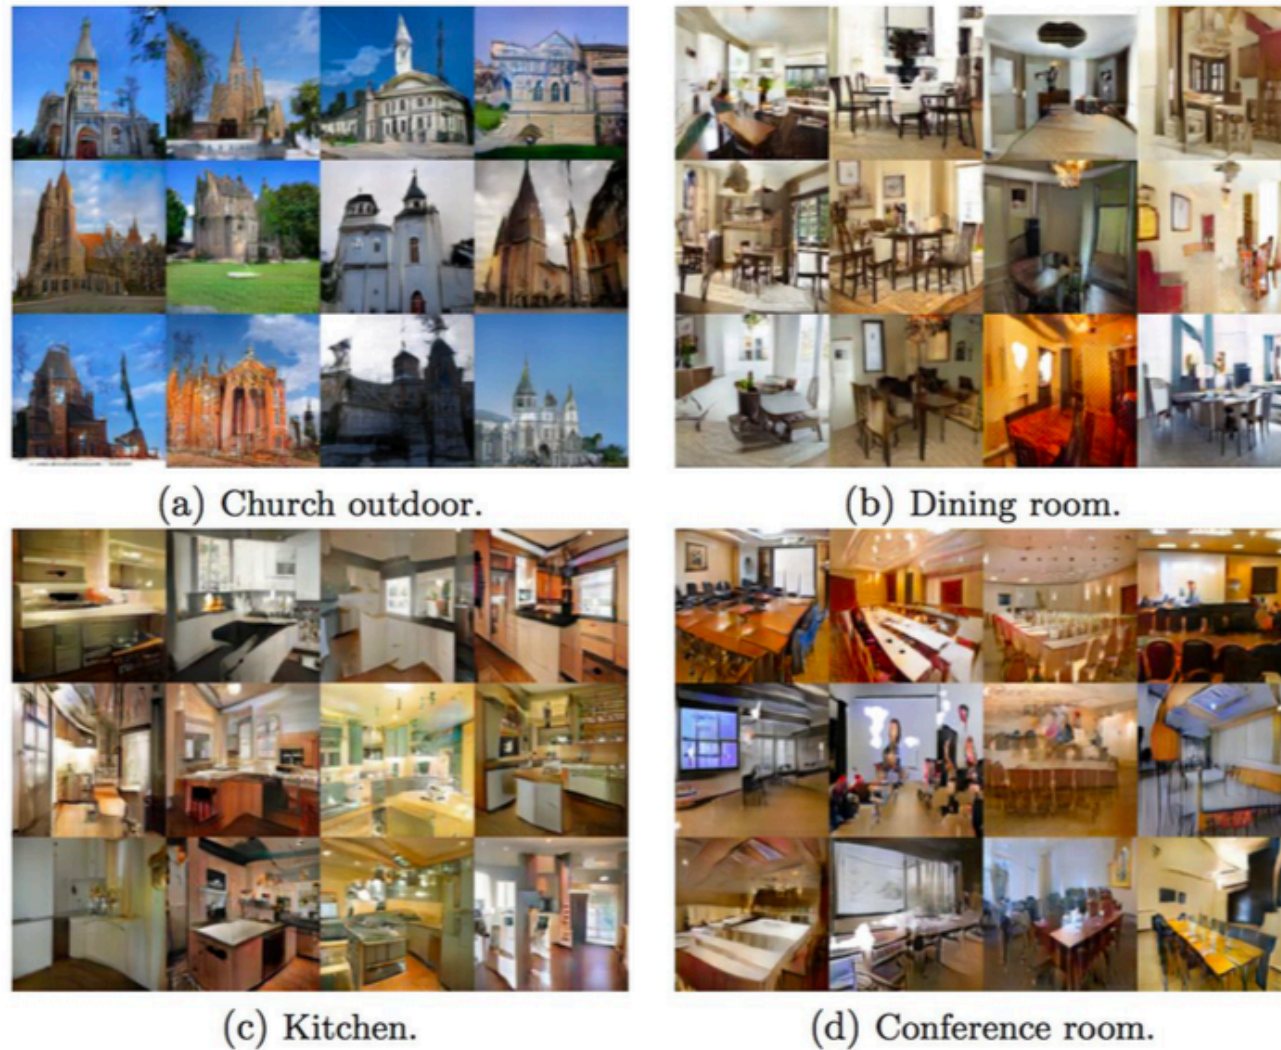 (a) Church outdoor.
(b) Dining room.
(c) Kitchen.
(d) Conference room.